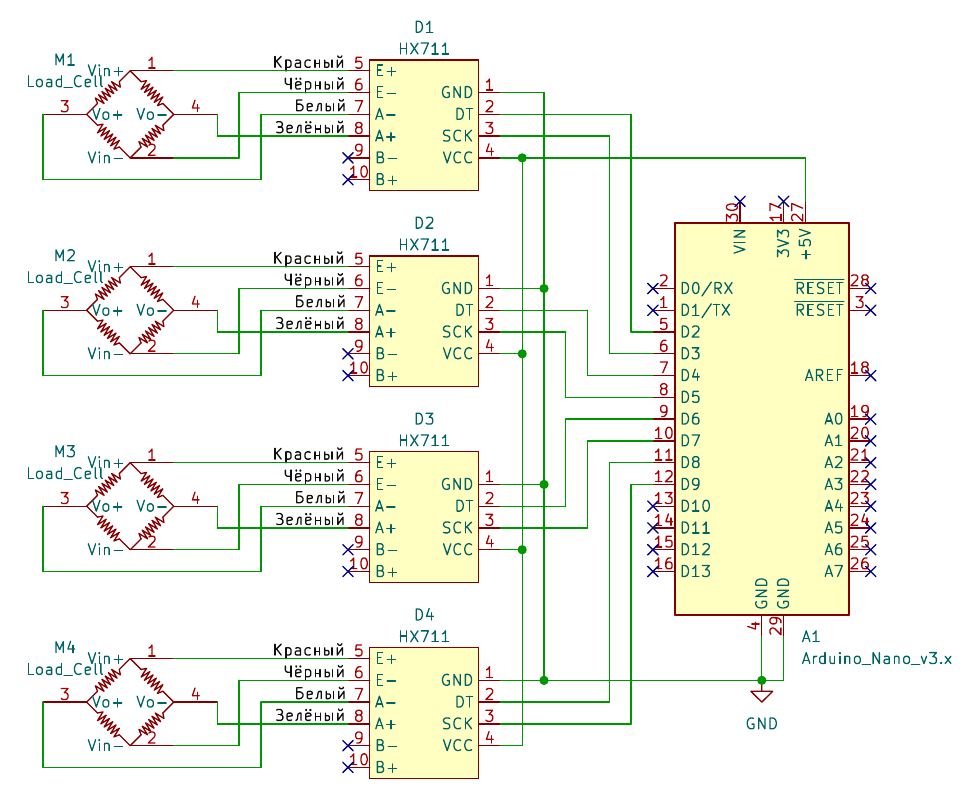 D1
HX711
M1
Load_Cell
Vin+ 1
3 Vo+ Vo- 4
Vin- 2
Красный 5 E+
Чёрный 6 E-
Белый 7 A-
Зелёный 8 A+
9 B-
10 B+
GND 1
DT 2
SCK 3
VCC 4
D2
HX711
M2
Load_Cell
Vin+ 1
3 Vo+ Vo- 4
Vin- 2
Красный 5 E+
Чёрный 6 E-
Белый 7 A-
Зелёный 8 A+
9 B-
10 B+
GND 1
DT 2
SCK 3
VCC 4
D3
HX711
M3
Load_Cell
Vin+ 1
3 Vo+ Vo- 4
Vin- 2
Красный 5 E+
Чёрный 6 E-
Белый 7 A-
Зелёный 8 A+
9 B-
10 B+
GND 1
DT 2
SCK 3
VCC 4
D4
HX711
M4
Load_Cell
Vin+ 1
3 Vo+ Vo- 4
Vin- 2
Красный 5 E+
Чёрный 6 E-
Белый 7 A-
Зелёный 8 A+
9 B-
10 B+
GND 1
DT 2
SCK 3
VCC 4
30 VIN
17 3V3
27 +5V
2 D0/RX
1 D1/TX
5 D2
6 D3
7 D4
8 D5
9 D6
10 D7
11 D8
12 D9
13 D10
14 D11
15 D12
16 D13
RESET 28
RESET 3
AREF 18
A0 19
A1 20
A2 21
A3 22
A4 23
A5 24
A6 25
A7 26
GND 4
GND 29
A1
Arduino_Nano_v3.x
GND